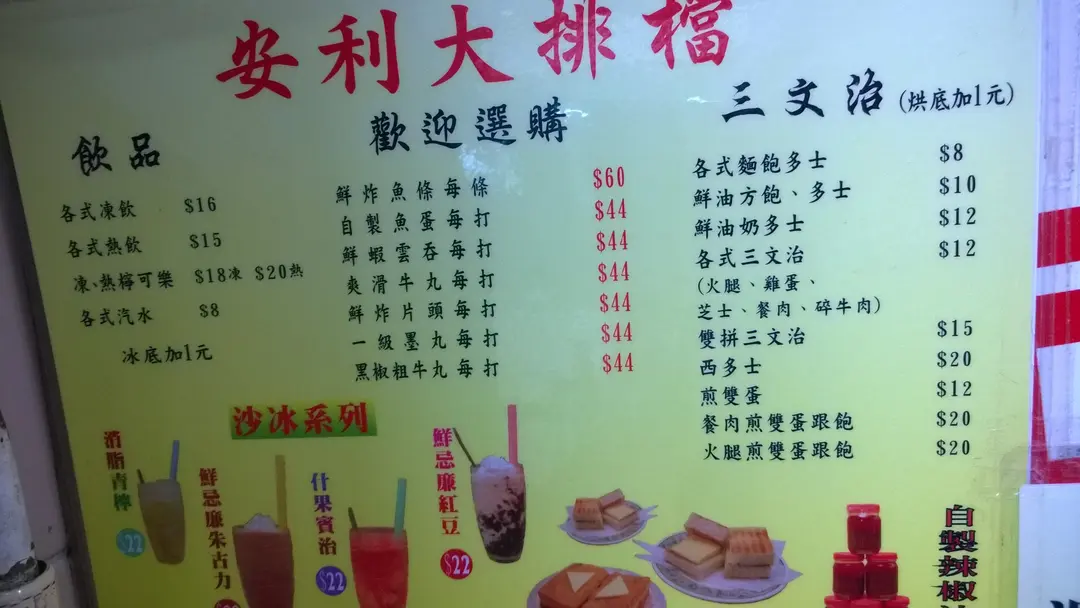 安利大排檔
飲品
各式凍飲 $16
各式熱飲 $15
凍、熱檸可樂 $18凍 $20熱
各式汽水 $8
冰底加1元
歡迎選購
鮮炸魚條每條 $60
自製魚蛋每打 $44
鮮蝦雲吞每打 $44
爽滑牛丸每打 $44
鮮炸片頭每打 $44
一級墨丸每打 $44
黑椒粗牛丸每打 $44
三文治(烘底加1元)
各式麵飽多士 $8
鮮油方飽、多士 $10
鮮油奶多士 $12
各式三文治 $12
(火腿、雞蛋、
芝士、餐肉、碎牛肉)
雙拼三文治 $15
西多士 $20
煎雙蛋 $12
餐肉煎雙蛋跟飽 $20
火腿煎雙蛋跟飽 $20
沙冰系列
消脂青檸
$22
鮮忌廉朱古力
什果賓治
$22
鮮忌廉紅豆
$22
自製辣椒